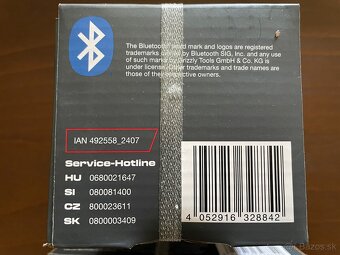 The Bluetooth® word mark and logos are registered
trademarks owned by Bluetooth SIG, Inc. and any use
of such marks by Grizzly Tools GmbH & Co. KG is
under license. Other trademarks and trade names are
those of their respective owners.
IAN 492558_2407
Service-Hotline
HU 0680021647
SI 080081400
CZ 800023611
SK 0800003409
4 052916 328842
bazos.sk